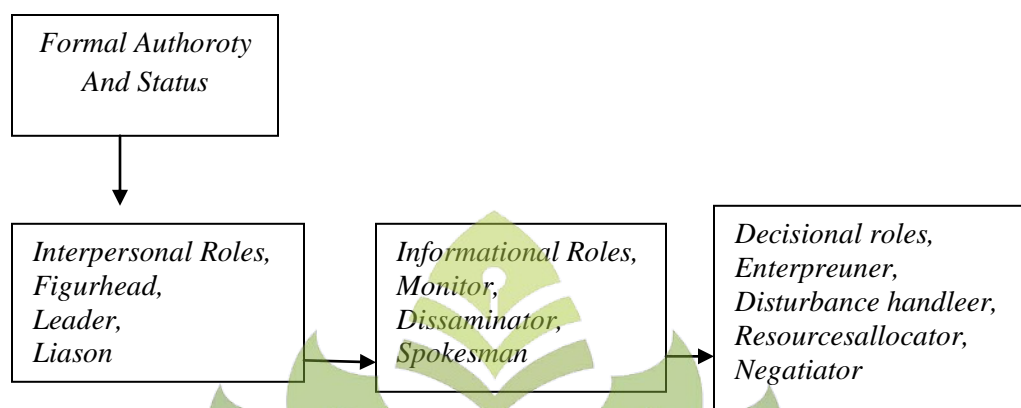 Formal Authoroty
And Status
Interpersonal Roles,
Figurhead,
Leader,
Liason
Informational Roles,
Monitor,
Dissaminator,
Spokesman
Decisional roles,
Enterpreuner,
Disturbance handleer,
Resourcesallocator,
Negatiator